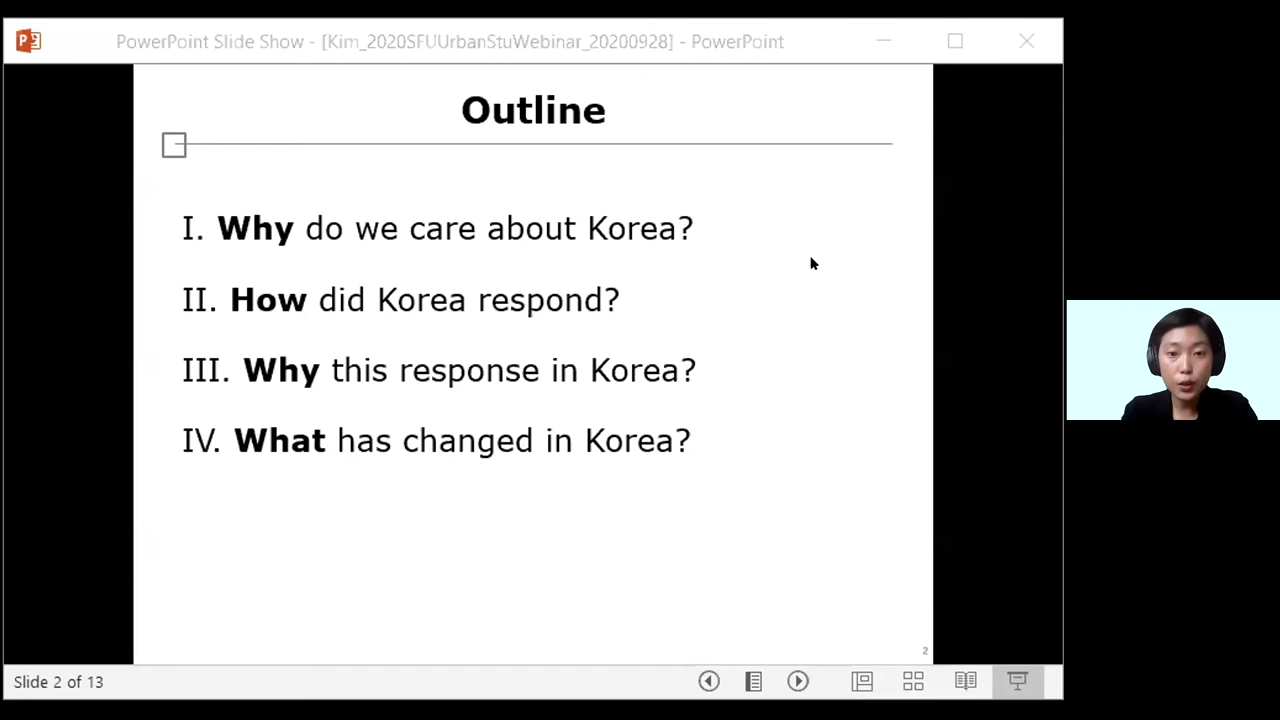 PowerPoint Slide Show - [Kim_2020SFUUrbanStuWebinar_20200928] - PowerPoint
Outline
I. Why do we care about Korea?
II. How did Korea respond?
III. Why this response in Korea?
IV. What has changed in Korea?
2
Slide 2 of 13